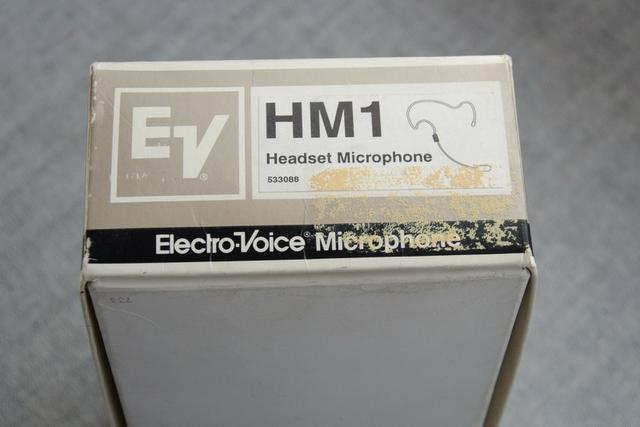 EV®
HM1
Headset Microphone
533088
Electro-Voice® Microphone